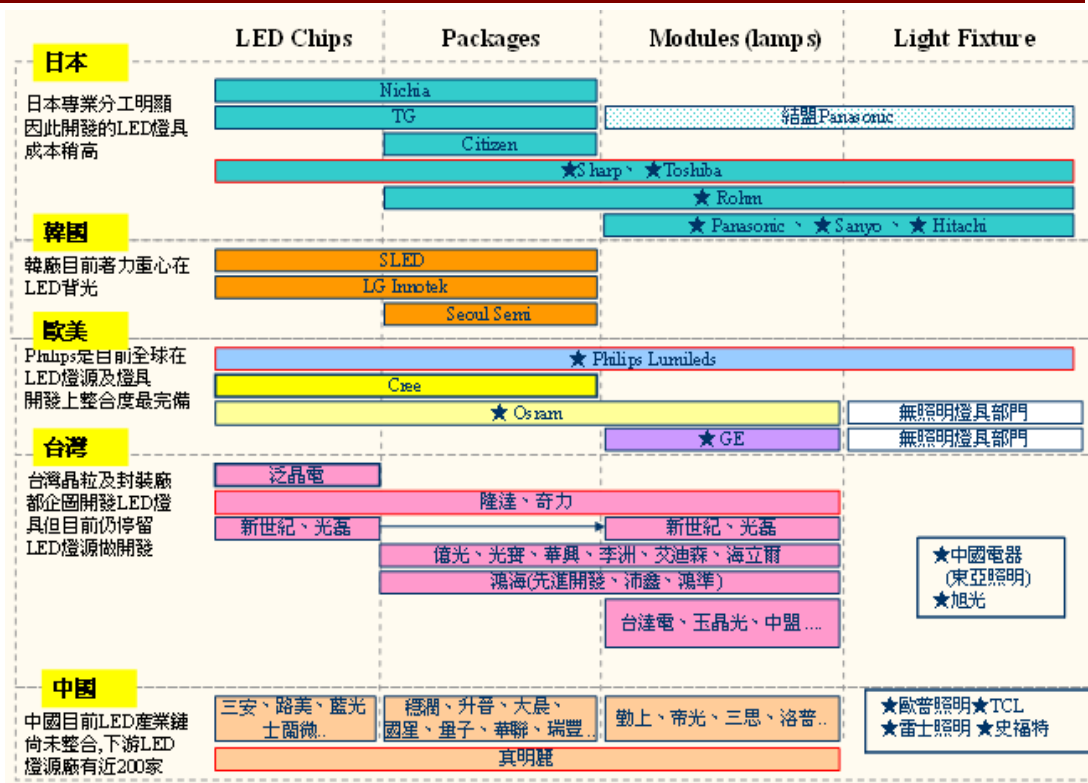 LED Chips Packages Modules (lamps) Light Fixture
日本
日本專業分工明顯
因此開發的LED燈具
成本稍高
Nichia
TG
結盟Panasonic
Citizen
★Sharp、★Toshiba
★ Rohm
★ Panasonic、★ Sanyo、★ Hitachi
韓國
韓廠目前著力重心在
LED背光
SLED
LG Innotek
Seoul Semi
歐美
Philips是目前全球在
LED燈源及燈具
開發上整合度最完備
★ Philips Lumileds
Cree
★ Osram
無照明燈具部門
★ GE
無照明燈具部門
台灣
台灣晶粒及封裝廠
都企圖開發LED燈
具但目前仍停留
LED燈源做開發
泛晶電
隆達、奇力
新世紀、光磊
新世紀、光磊
億光、光寶、華興、李洲、艾迪森、海立爾
鴻海(先進開發、沛鑫、鴻準)
台達電、玉晶光、中盟....
★中國電器
(東亞照明)
★旭光
中國
中國目前LED產業鏈
尚未整合,下游LED
燈源廠有近200家
三安、路美、藍光
士蘭微..
穩潤、升晉、大晨、
國星、量子、華聯、瑞豐...
勤上、帝光、三思、洛普..
★歐普照明★TCL
★雷士照明 ★史福特
真明麗